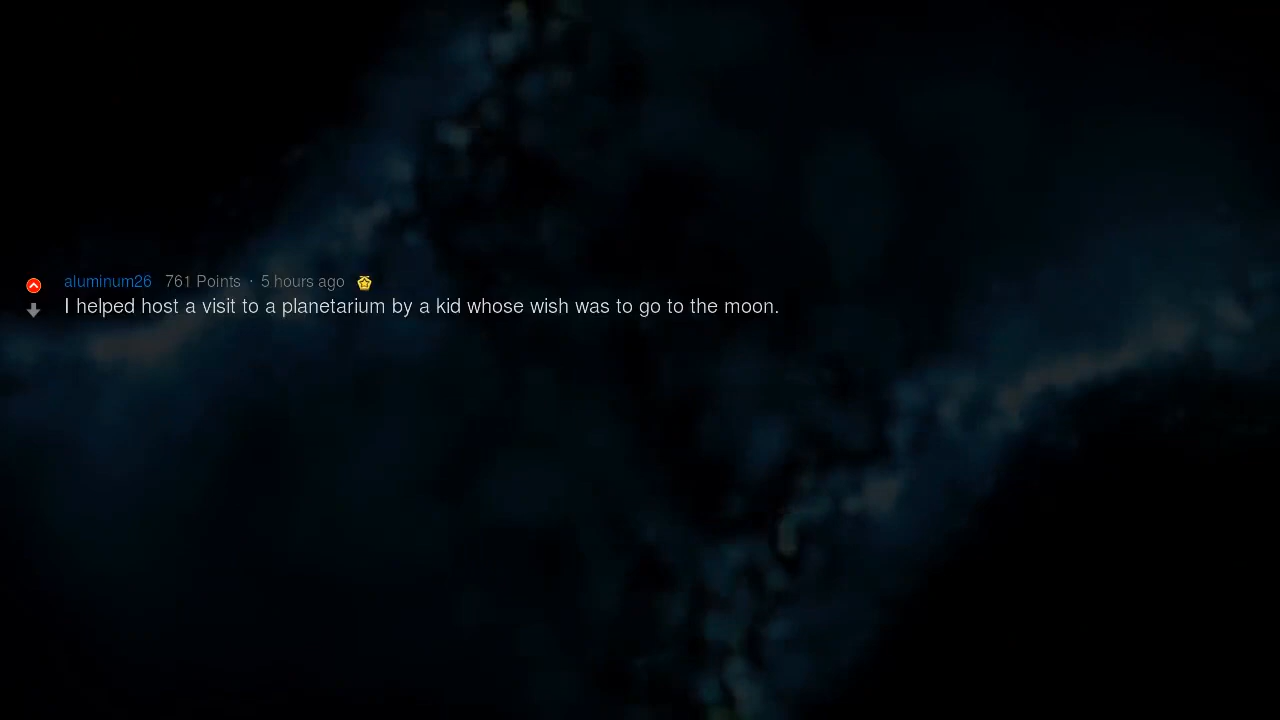 aluminum26 761 Points · 5 hours ago
I helped host a visit to a planetarium by a kid whose wish was to go to the moon.